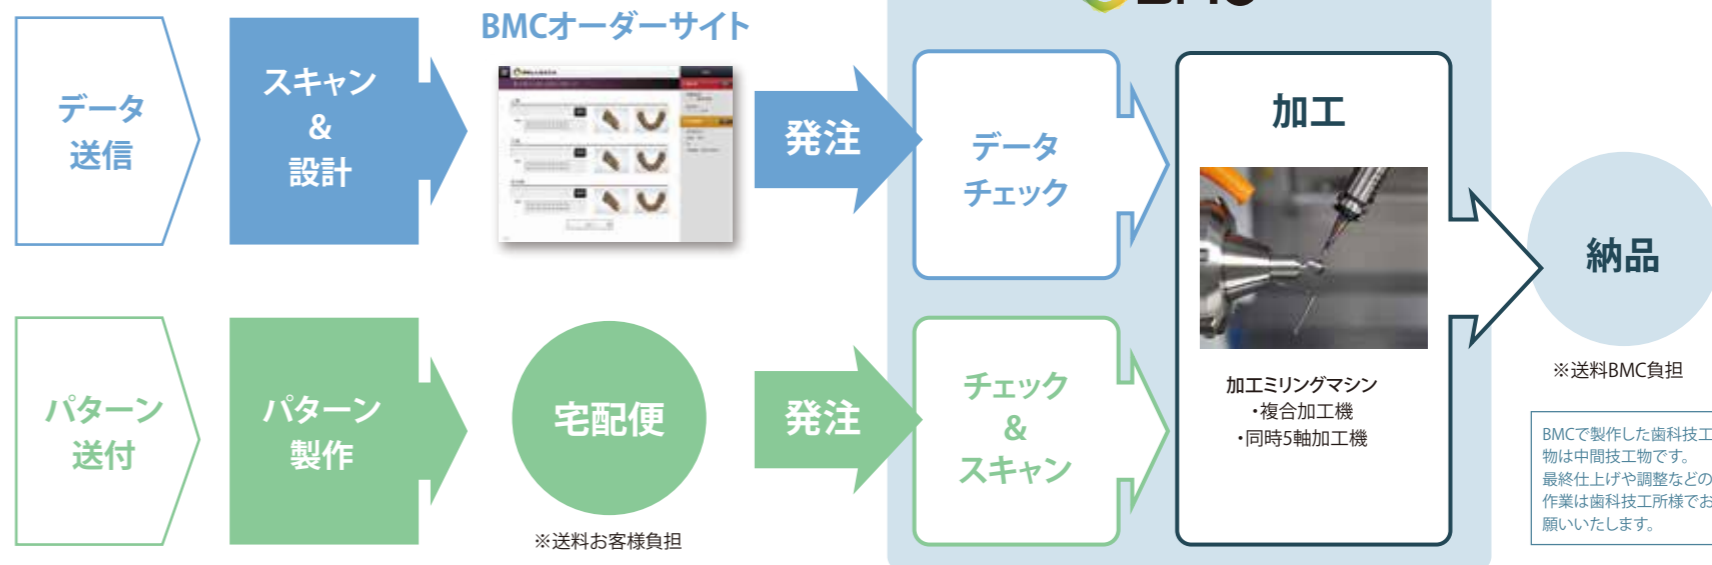 BMCオーダーサイト
データ
送信
スキャン
&
設計
発注
データ
チェック
加工
加工ミリングマシン
・複合加工機
・同時5軸加工機
納品
※送料BMC負担
パターン
送付
パターン
製作
宅配便
※送料お客様負担
発注
チェック
&
スキャン
BMCで製作した歯科技工
物は中間技工物です。
最終仕上げや調整などの
作業は歯科技工所様でお
願いいたします。